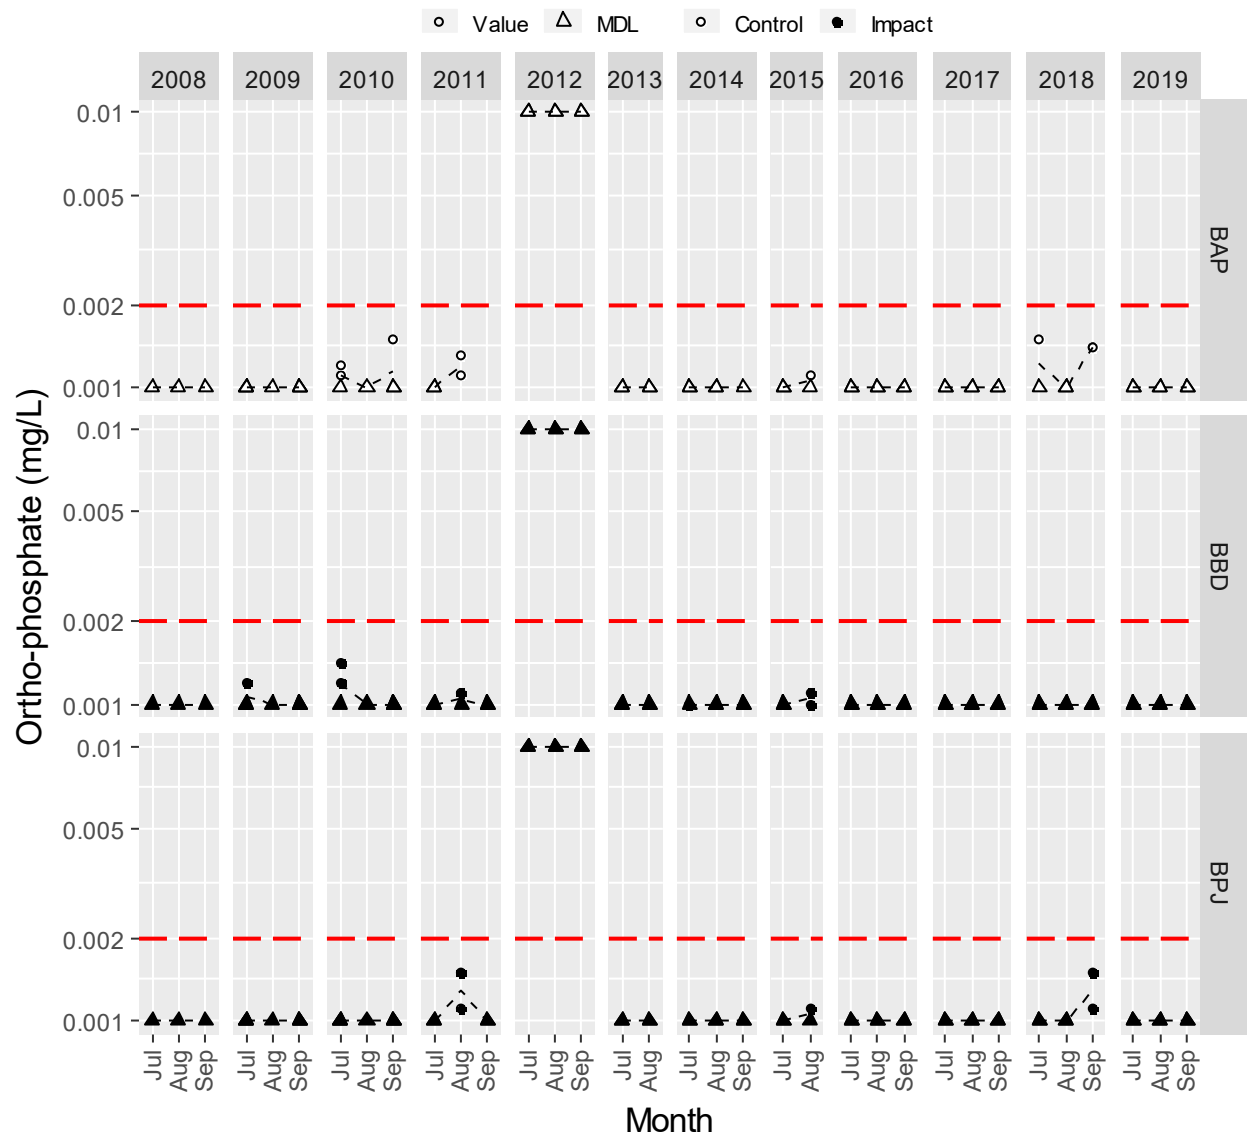 Value MDL Control Impact
2008 2009 2010 2011 2012 2013 2014 2015 2016 2017 2018 2019
0.01
0.005
0.002
0.001
BAP
0.01
0.005
0.002
0.001
BBD
0.01
0.005
0.002
0.001
BPJ
Ortho-phosphate (mg/L)
Jul Aug Sep Jul Aug Sep Jul Aug Sep Jul Aug Sep Jul Aug Sep Jul Aug Jul Aug Sep Jul Aug Jul Aug Sep Jul Aug Sep Jul Aug Sep Jul Aug Sep
Month